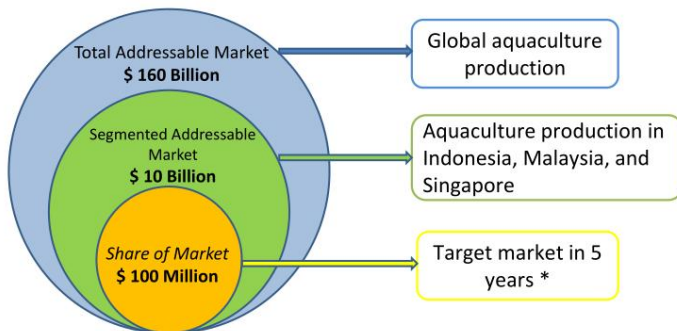 Total Addressable Market
$ 160 Billion
Global aquaculture
production
Segmented Addressable
Market
$ 10 Billion
Aquaculture production in
Indonesia, Malaysia, and
Singapore
Share of Market
$ 100 Million
Target market in 5
years *